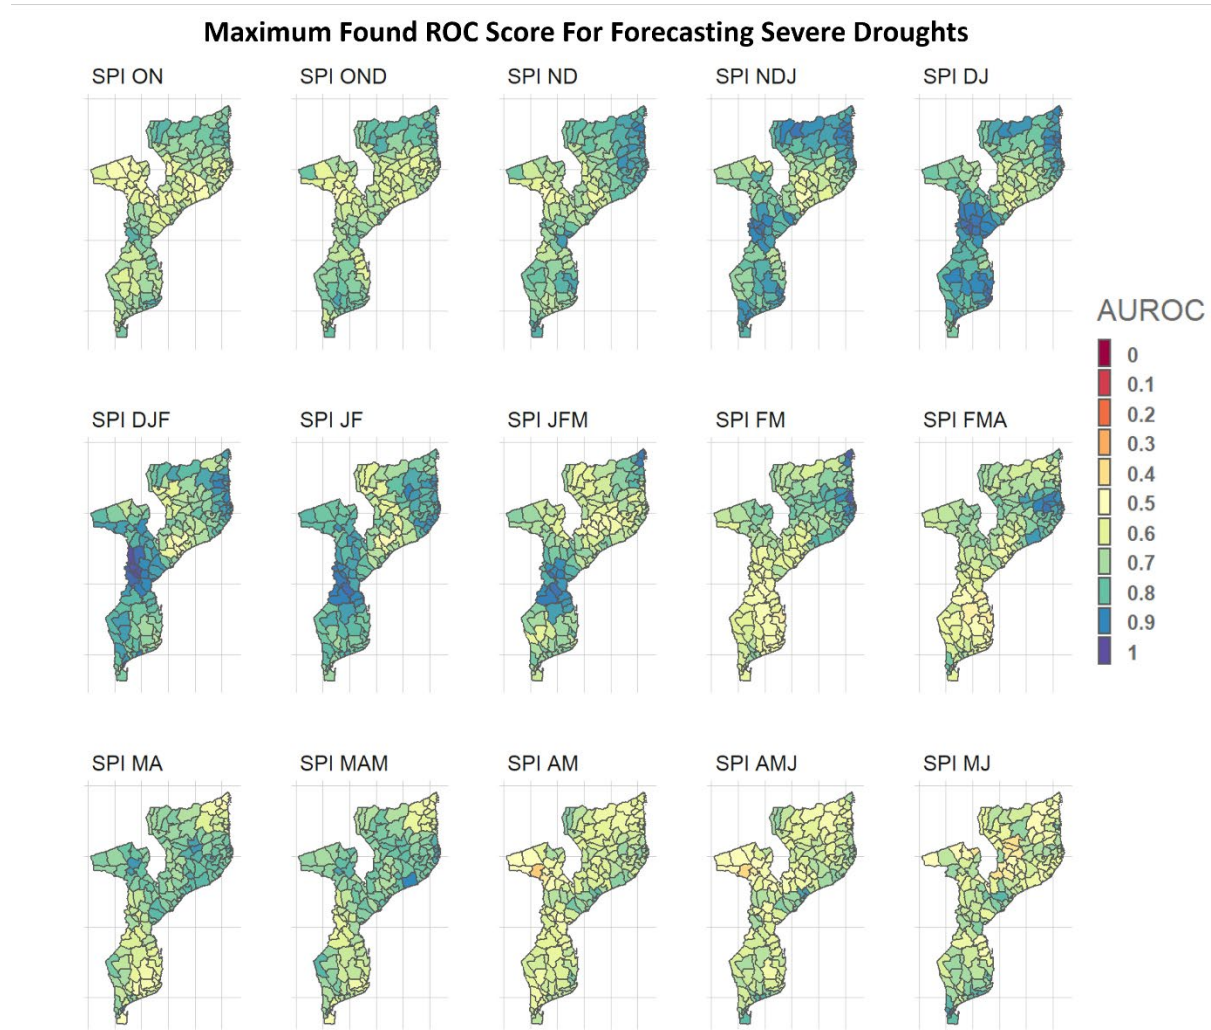 Maximum Found ROC Score For Forecasting Severe Droughts
SPI ON
SPI OND
SPI ND
SPI NDJ
SPI DJ
AUROC
0
0.1
0.2
0.3
0.4
0.5
0.6
0.7
0.8
0.9
1
SPI DJF
SPI JF
SPI JFM
SPI FM
SPI FMA
SPI MA
SPI MAM
SPI AM
SPI AMJ
SPI MJ